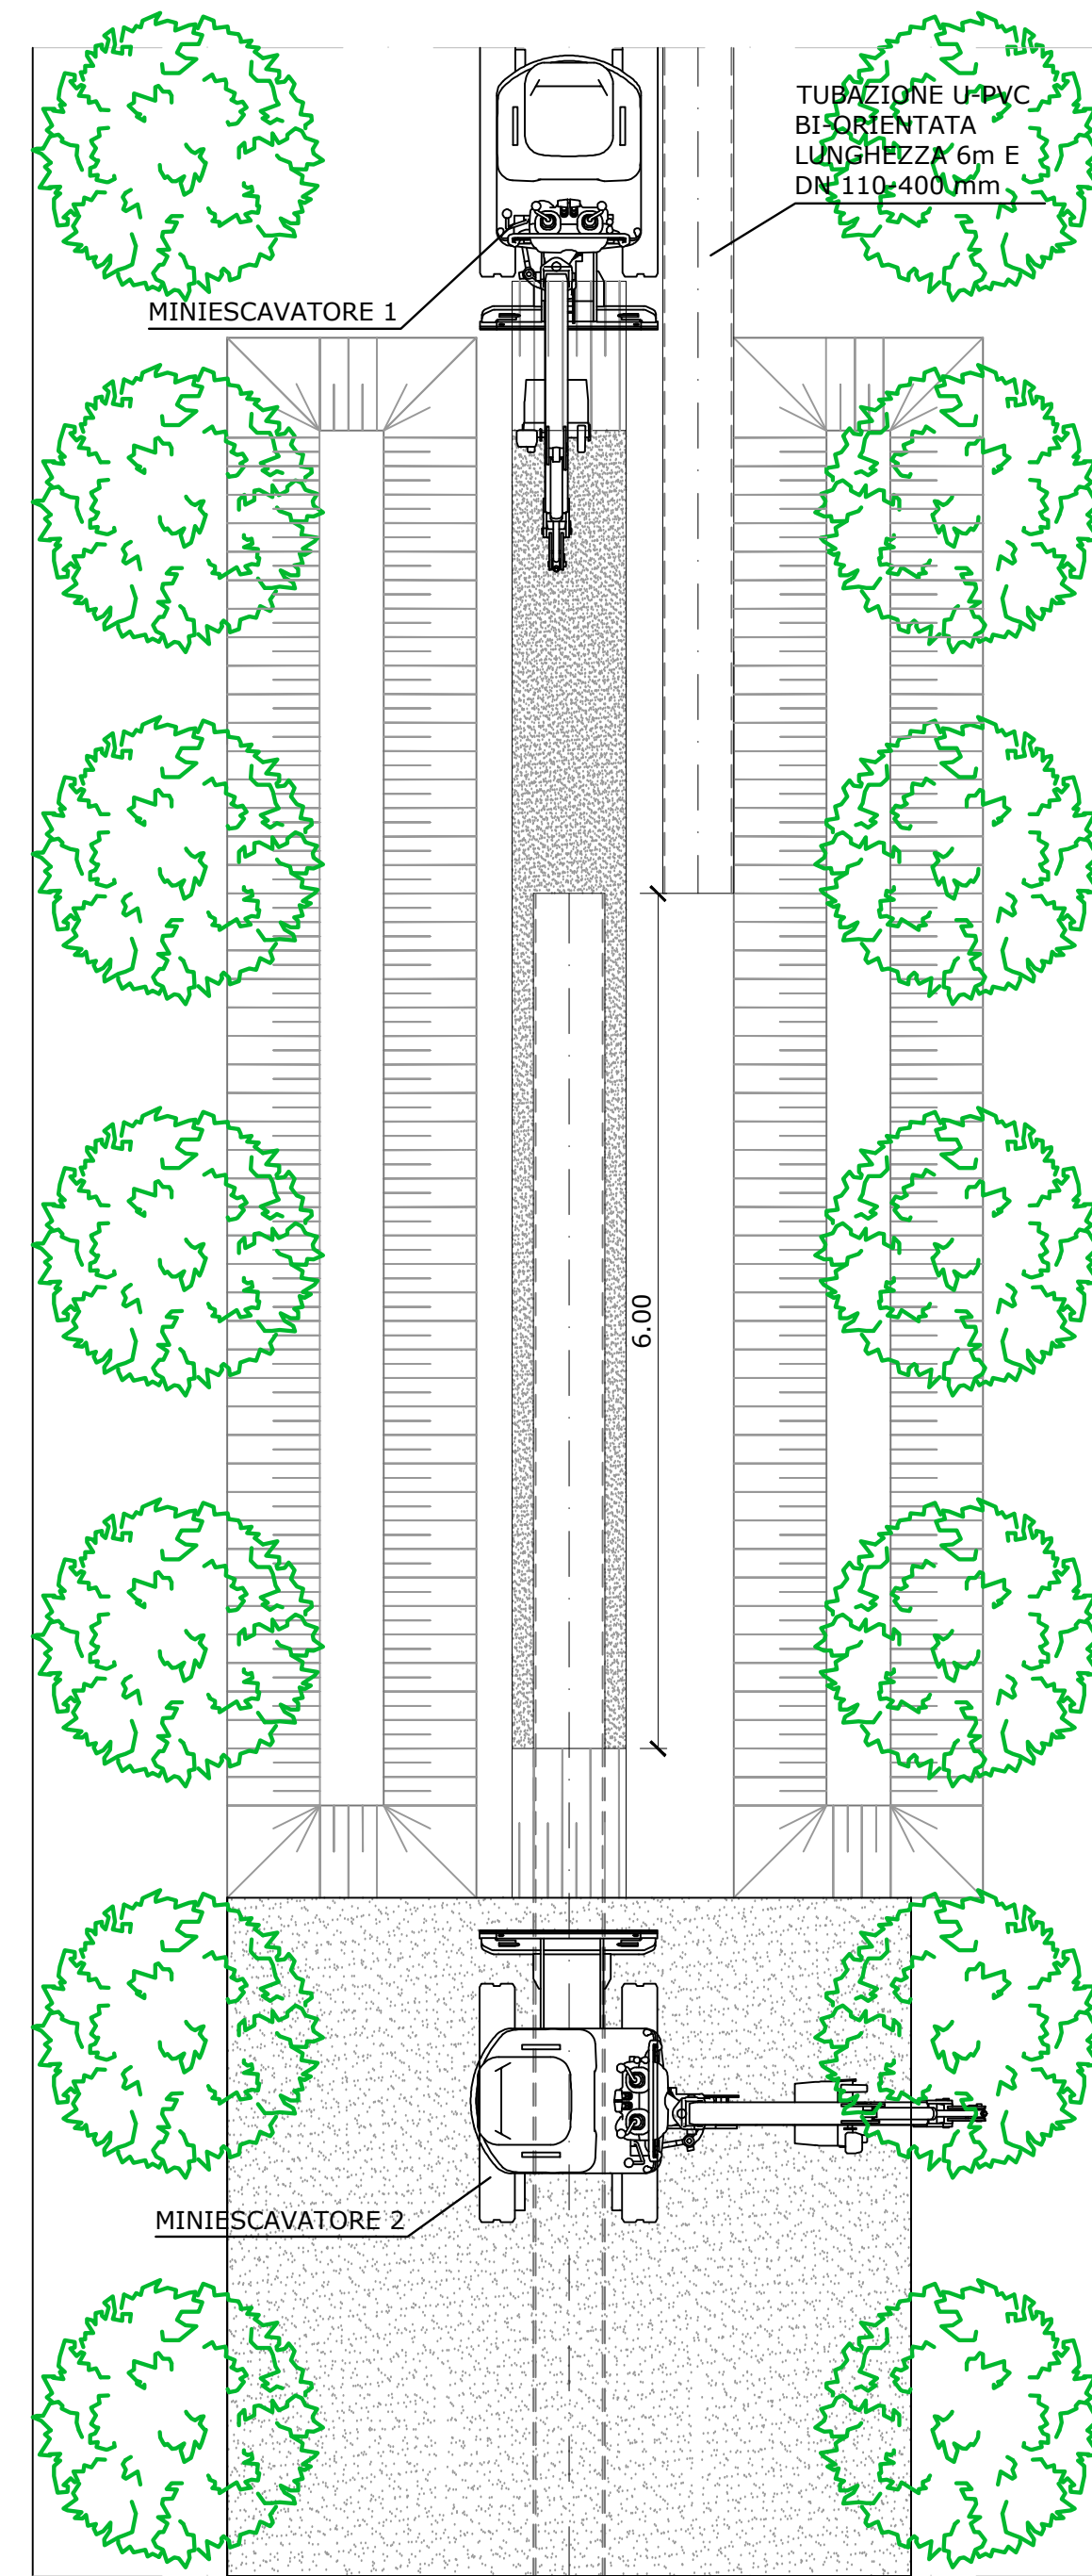 TUBAZIONE U-PVC
BI-ORIENTATA
LUNGHEZZA 6m E
DN 110-400 mm
MINIESCAVATORE 1
6.00
MINIESCAVATORE 2